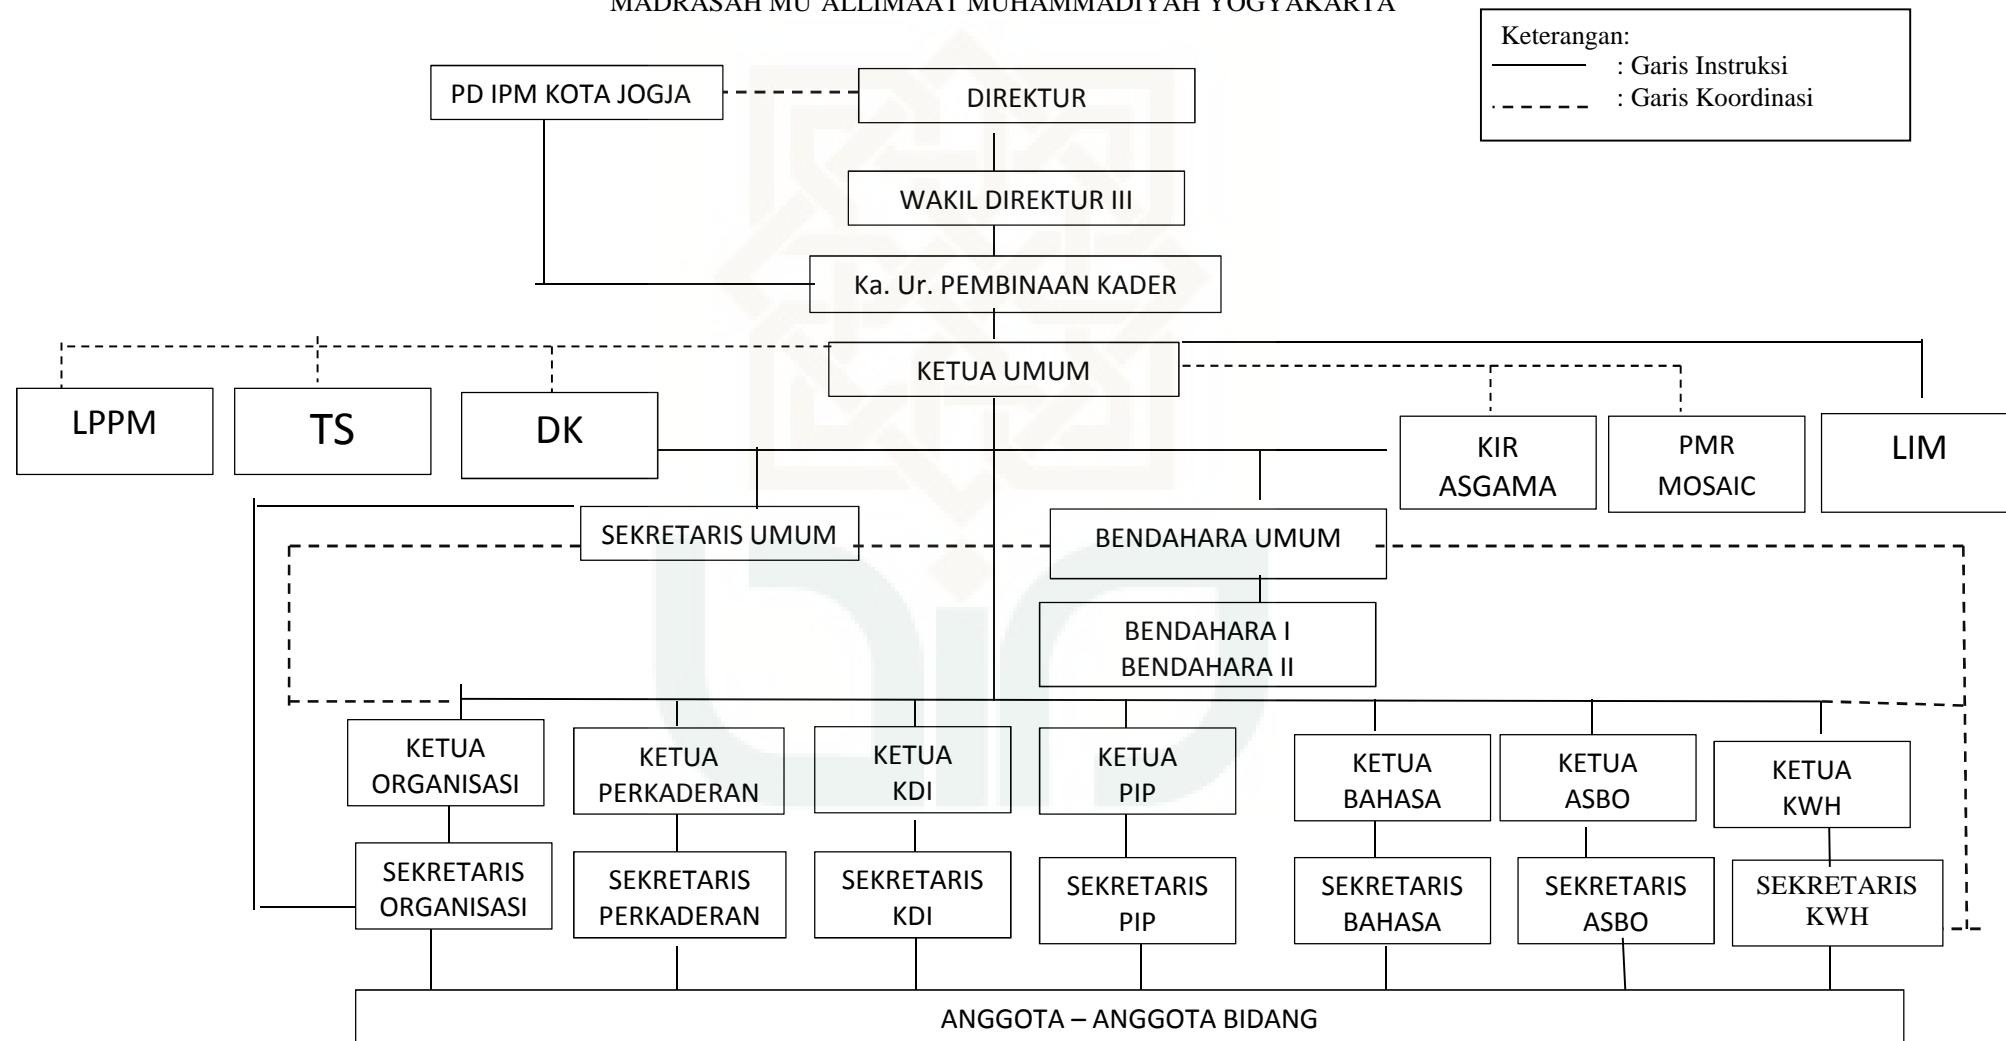 MADRASAH MU'ALLIMAAT MUHAMMADIYAH YOGYAKARTA
Keterangan:
: Garis Instruksi
: Garis Koordinasi
PD IPM KOTA JOGJA
DIREKTUR
WAKIL DIREKTUR III
Ka. Ur. PEMBINAAN KADER
KETUA UMUM
LPPM
TS
DK
KIR
ASGAMA
PMR
MOSAIC
LIM
SEKRETARIS UMUM
BENDAHARA UMUM
BENDAHARA I
BENDAHARA II
KETUA
ORGANISASI
KETUA
PERKADERAN
KETUA
KDI
KETUA
PIP
KETUA
BAHASA
KETUA
ASBO
KETUA
KWH
SEKRETARIS
ORGANISASI
SEKRETARIS
PERKADERAN
SEKRETARIS
KDI
SEKRETARIS
PIP
SEKRETARIS
BAHASA
SEKRETARIS
ASBO
SEKRETARIS
KWH
ANGGOTA – ANGGOTA BIDANG